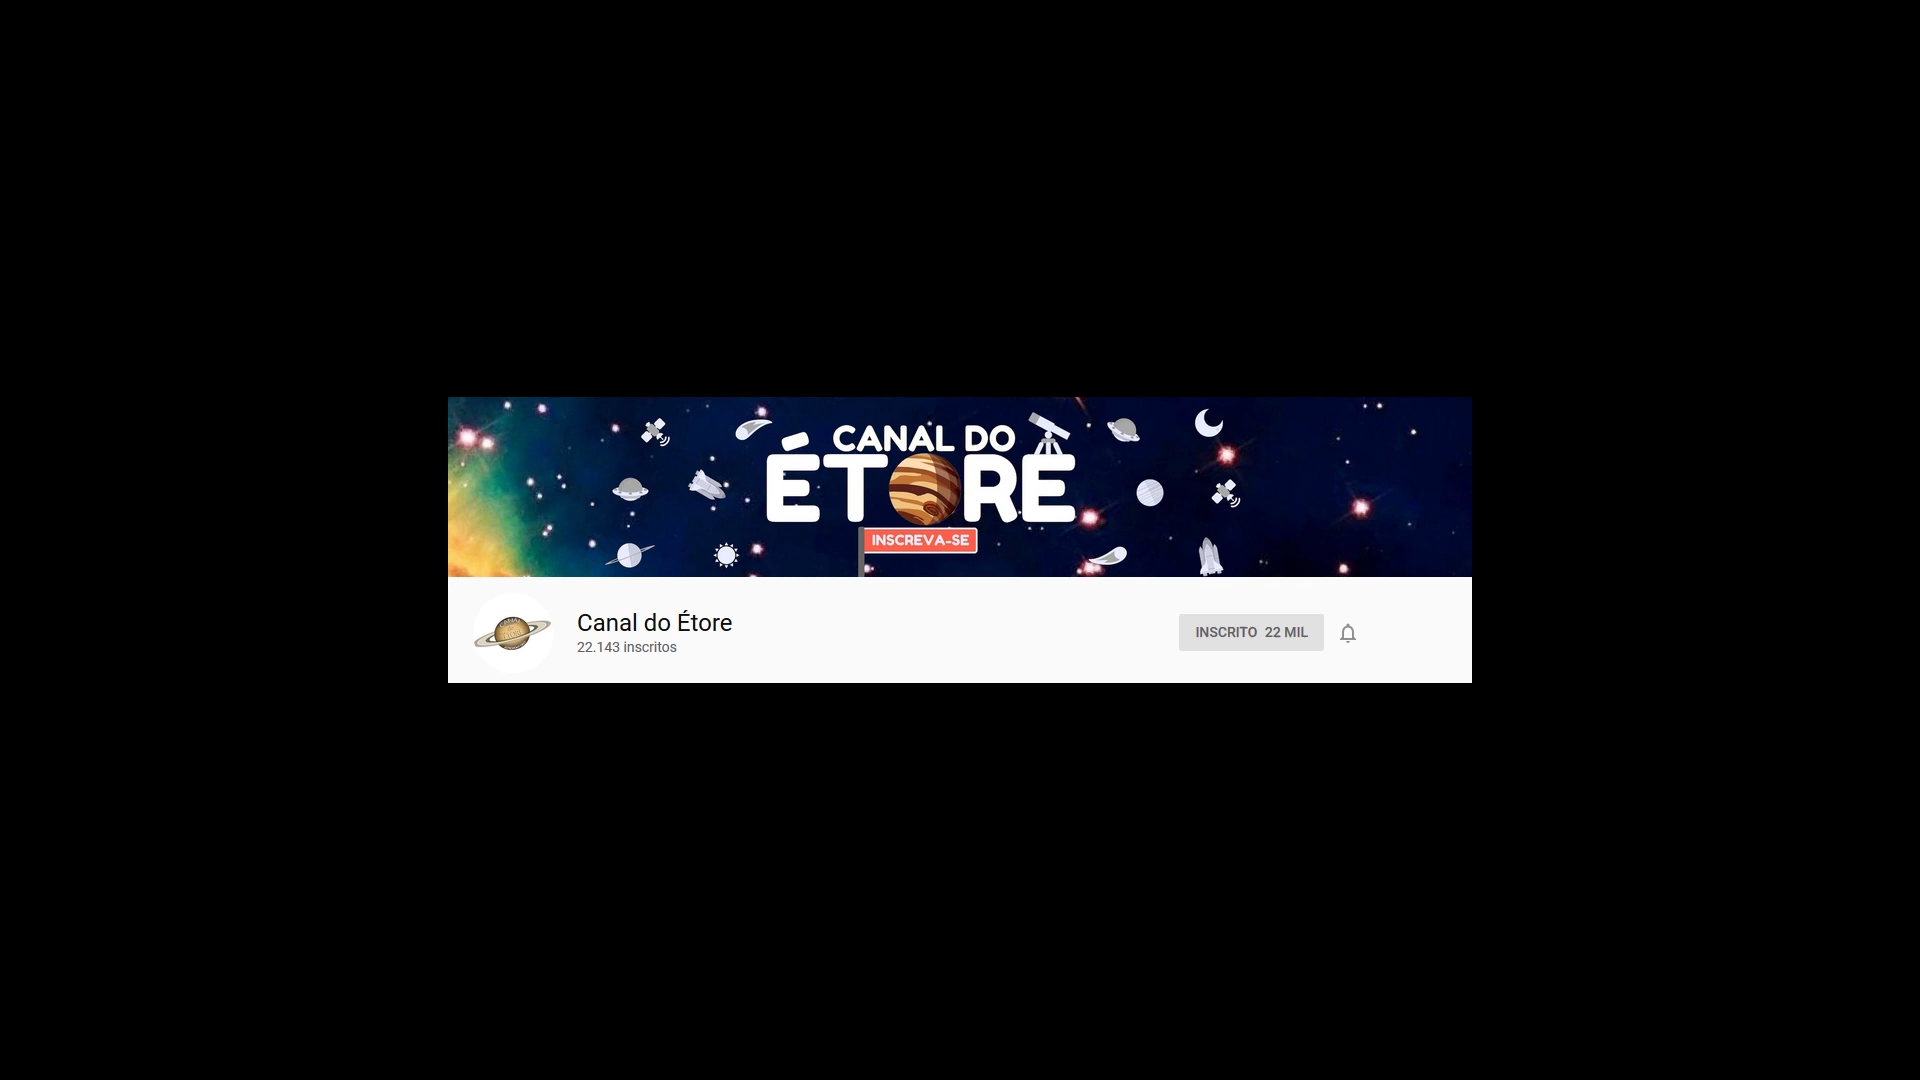 CANAL DO
ÉTORE
INSCREVA-SE
Canal do Étore
22.143 inscritos
INSCRITO 22 MIL